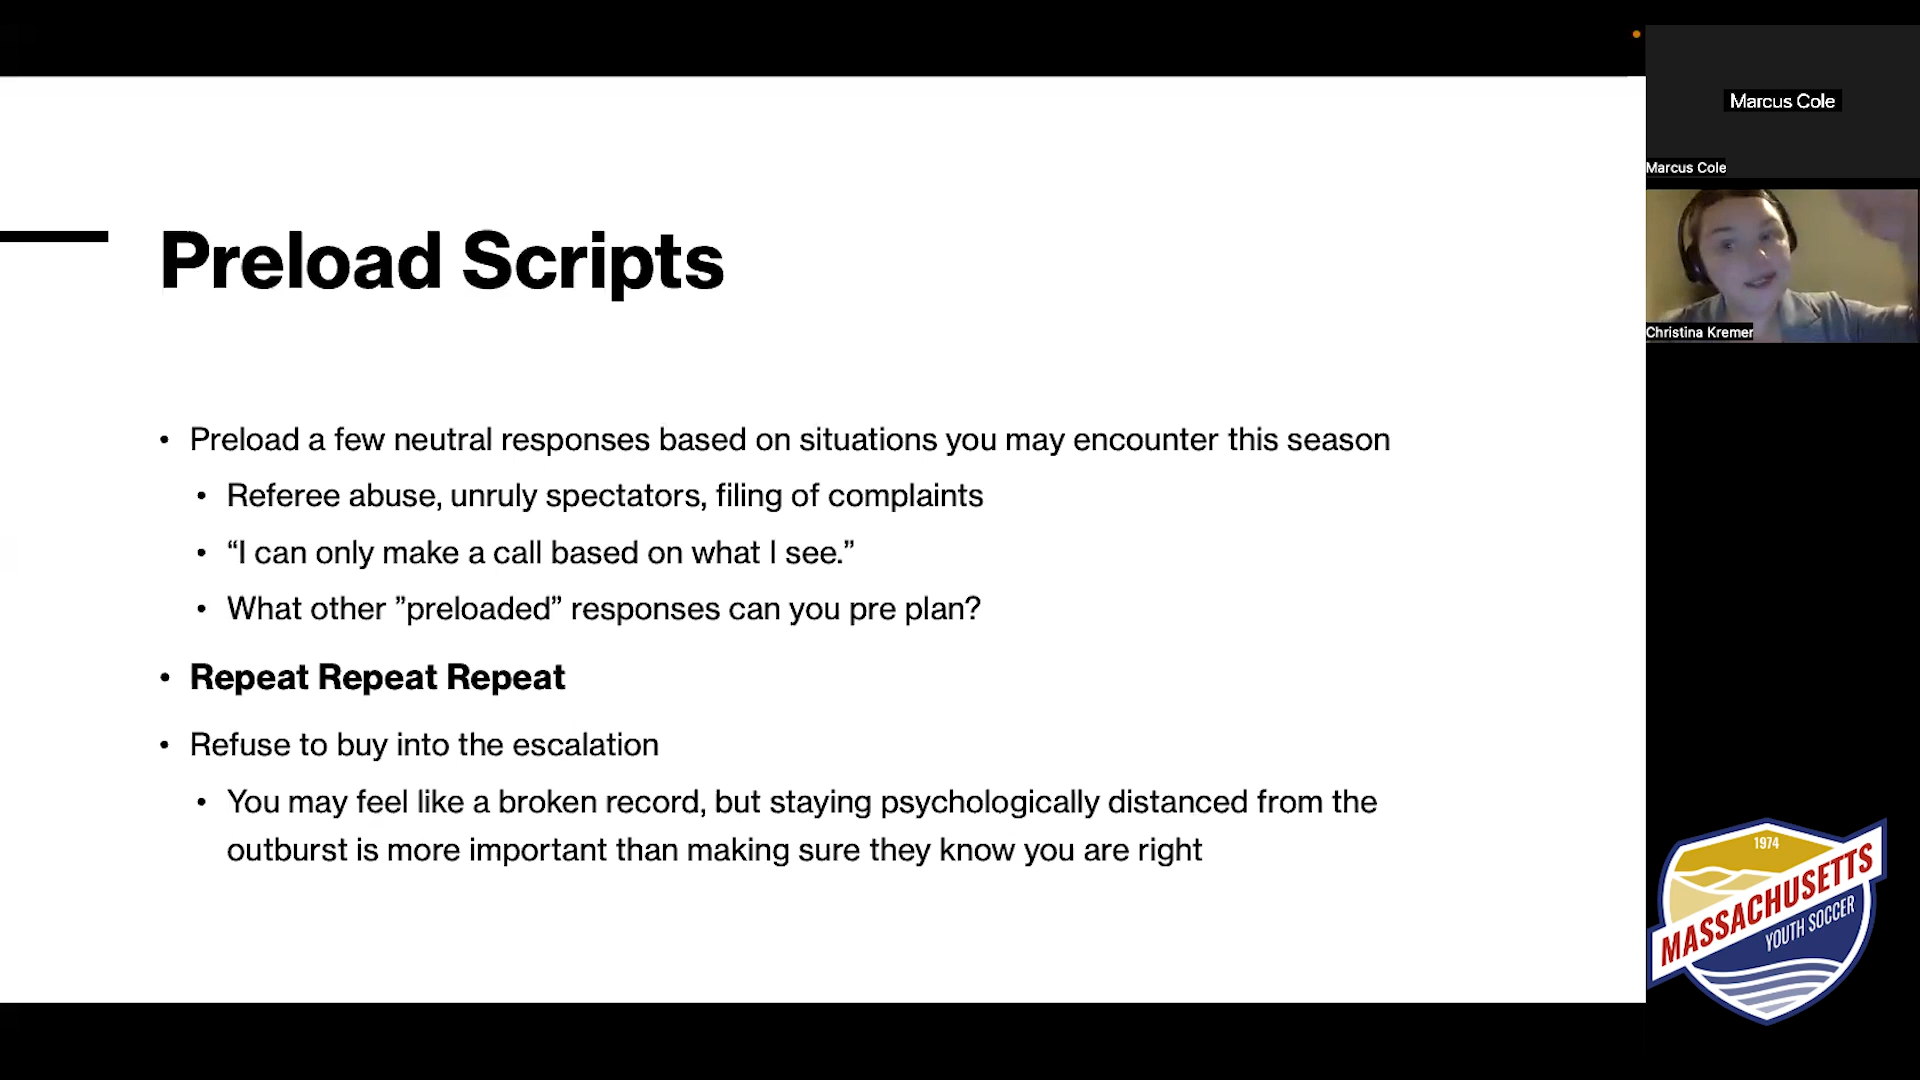 Preload Scripts
• Preload a few neutral responses based on situations you may encounter this season
• Referee abuse, unruly spectators, filing of complaints
• “I can only make a call based on what I see.”
• What other ”preloaded” responses can you pre plan?
• Repeat Repeat Repeat
• Refuse to buy into the escalation
• You may feel like a broken record, but staying psychologically distanced from the
outburst is more important than making sure they know you are right
Marcus Cole
Marcus Cole
Christina Kremer
1974
MASSACHUSETTS
YOUTH SOCCER